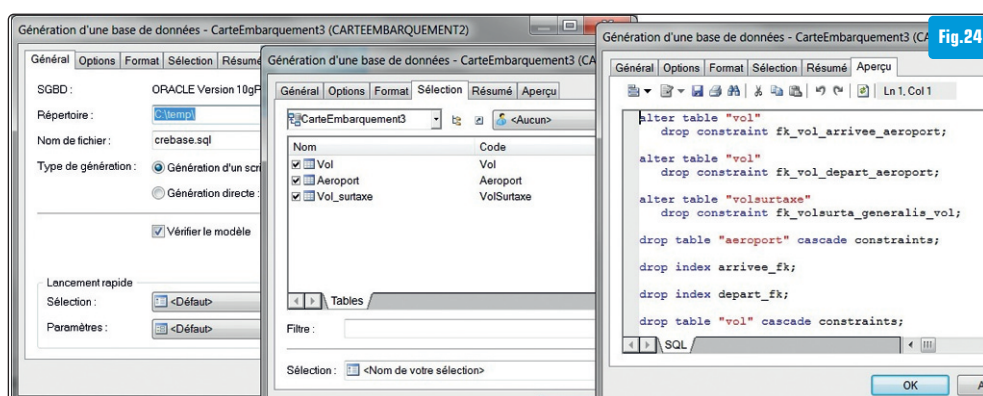 Génération d'une base de données - CarteEmbarquement3 (CARTEEMBARQUEMENT2)
Général Options Format Sélection Résumé
SGBD : ORACLE Version 10g
Répertoire : C:\temp\
Nom de fichier : crebase.sql
Type de génération : Génération d'un scri
Génération directe :
Vérifier le modèle
Lancement rapide
Sélection : <Défaut>
Paramètres : <Défaut>
Génération d'une base de données - CarteEmbarquement3 (CA
Général Options Format Sélection Résumé Aperçu
CarteEmbarquement3 <Aucun>
Nom Code
Vol Vol
Aeroport Aeroport
Vol_surtaxe VolSurtaxe
Tables
Filtre :
Sélection : <Nom de votre sélection>
Génération d'une base de données - CarteEmbarquement3 (CA
Fig.24
Général Options Format Sélection Résumé Aperçu
Ln 1, Col 1
alter table "vol"
drop constraint fk_vol_arrivee_aeroport;
alter table "vol"
drop constraint fk_vol_depart_aeroport;
alter table "volsurtaxe"
drop constraint fk_volsurta_generalis_vol;
drop table "aeroport" cascade constraints;
drop index arrivee_fk;
drop index depart_fk;
drop table "vol" cascade constraints;
SQL
OK A